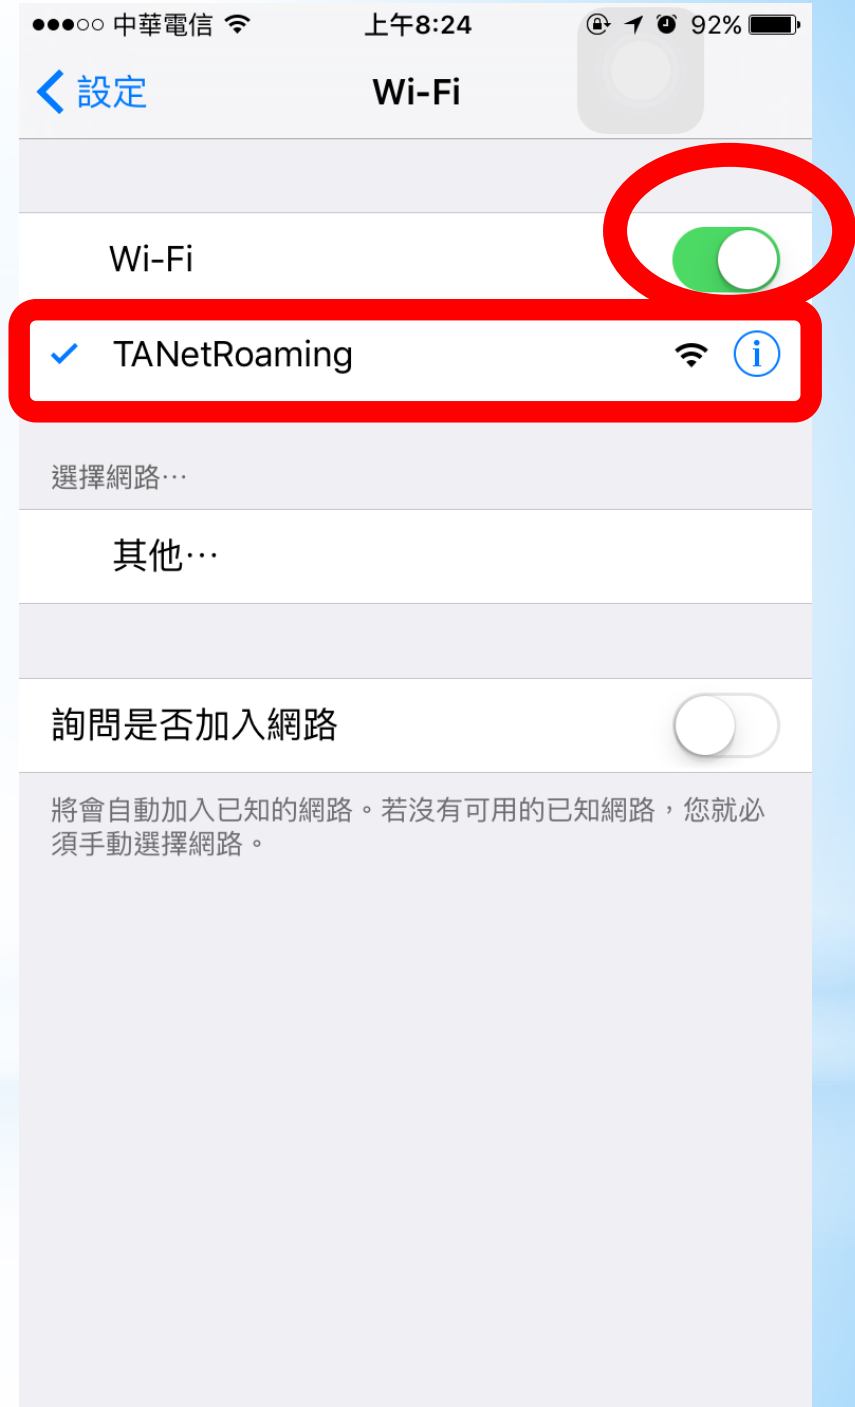 ●●●○○ 中華電信 上午8:24 92%
設定 Wi-Fi
Wi-Fi
✓ TANetRoaming i
選擇網路⋯
其他⋯
詢問是否加入網路
將會自動加入已知的網路。若沒有可用的已知網路，您就必
須手動選擇網路。